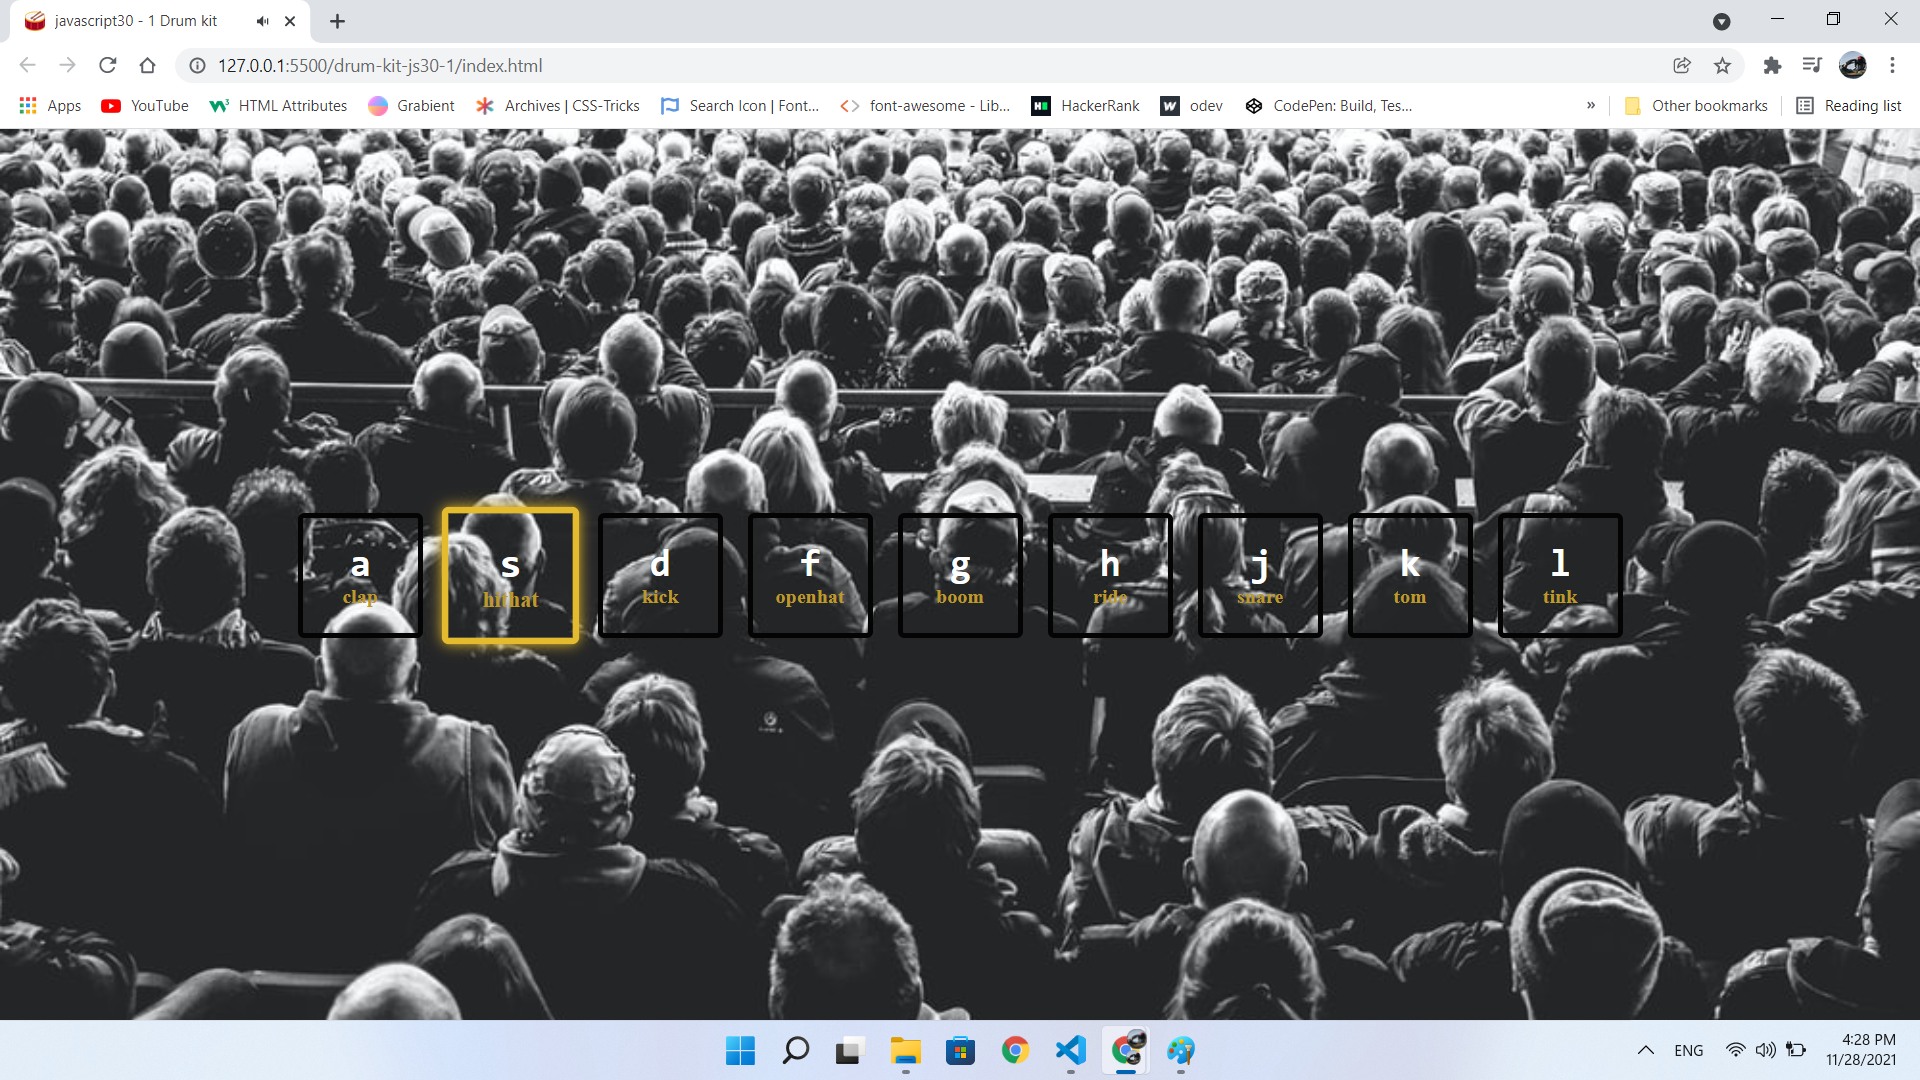 javascript30 - 1 Drum kit
127.0.0.1:5500/drum-kit-js30-1/index.html
Apps YouTube HTML Attributes Grabient Archives | CSS-Tricks Search Icon | Font... font-awesome - Lib... HackerRank odev CodePen: Build, Tes... » Other bookmarks Reading list
a s d f g h j k l
clap hithat kick openhat boom ride snare tom tink
ENG
4:28 PM
11/28/2021